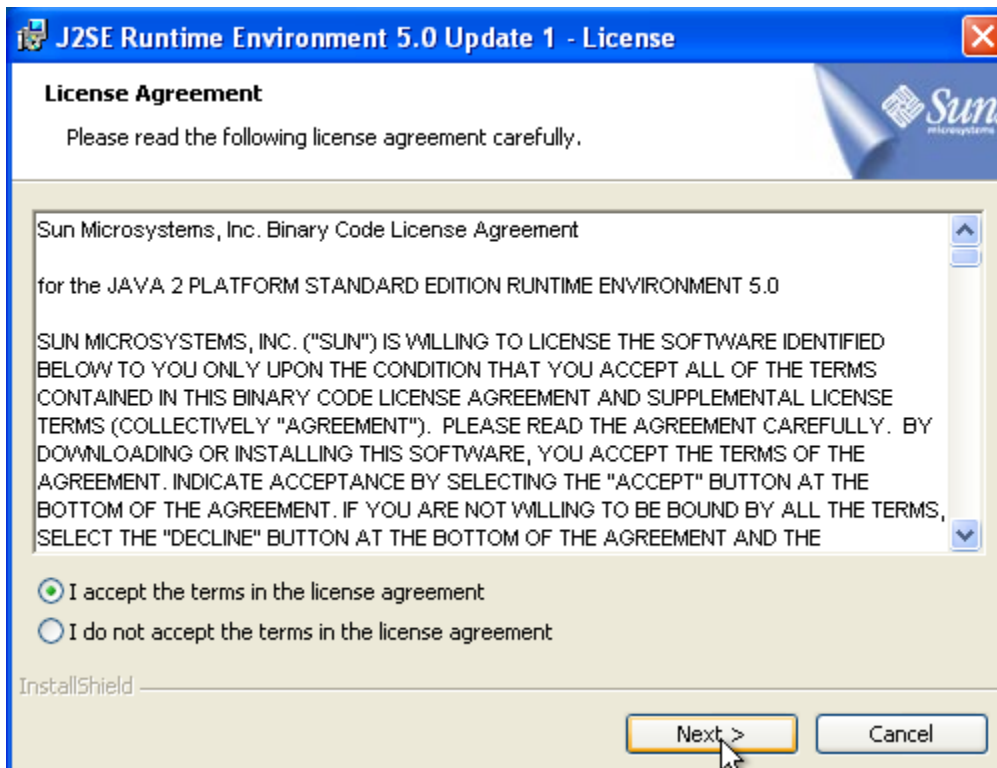 J2SE Runtime Environment 5.0 Update 1 - License
License Agreement
Please read the following license agreement carefully.
Sun
microsystems
Sun Microsystems, Inc. Binary Code License Agreement
for the JAVA 2 PLATFORM STANDARD EDITION RUNTIME ENVIRONMENT 5.0
SUN MICROSYSTEMS, INC. ("SUN") IS WILLING TO LICENSE THE SOFTWARE IDENTIFIED
BELOW TO YOU ONLY UPON THE CONDITION THAT YOU ACCEPT ALL OF THE TERMS
CONTAINED IN THIS BINARY CODE LICENSE AGREEMENT AND SUPPLEMENTAL LICENSE
TERMS (COLLECTIVELY "AGREEMENT").  PLEASE READ THE AGREEMENT CAREFULLY.  BY
DOWNLOADING OR INSTALLING THIS SOFTWARE, YOU ACCEPT THE TERMS OF THE
AGREEMENT. INDICATE ACCEPTANCE BY SELECTING THE "ACCEPT" BUTTON AT THE
BOTTOM OF THE AGREEMENT. IF YOU ARE NOT WILLING TO BE BOUND BY ALL THE TERMS,
SELECT THE "DECLINE" BUTTON AT THE BOTTOM OF THE AGREEMENT AND THE
I accept the terms in the license agreement
I do not accept the terms in the license agreement
InstallShield
Next >
Cancel